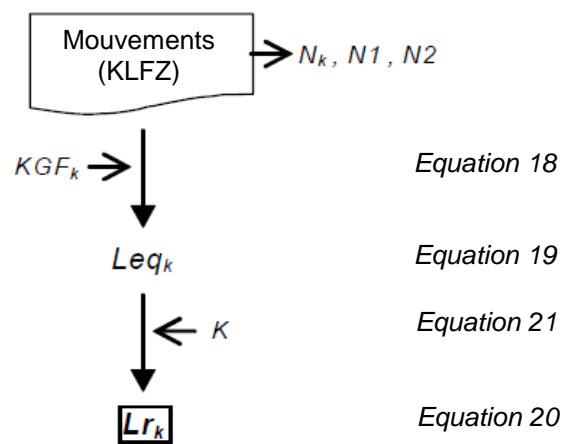 Mouvements
(KLFZ)
N_k, N1, N2
KGF_k
Equation 18
Leq_k
Equation 19
K
Equation 21
Lr_k
Equation 20